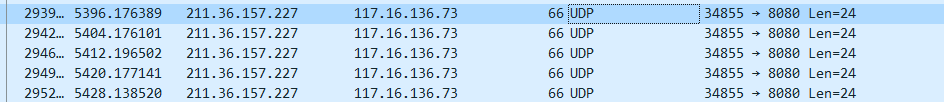 2939… 5396.176389 211.36.157.227 117.16.136.73 66 UDP 34855 → 8080 Len=24
2942… 5404.176101 211.36.157.227 117.16.136.73 66 UDP 34855 → 8080 Len=24
2946… 5412.196502 211.36.157.227 117.16.136.73 66 UDP 34855 → 8080 Len=24
2949… 5420.177141 211.36.157.227 117.16.136.73 66 UDP 34855 → 8080 Len=24
2952… 5428.138520 211.36.157.227 117.16.136.73 66 UDP 34855 → 8080 Len=24